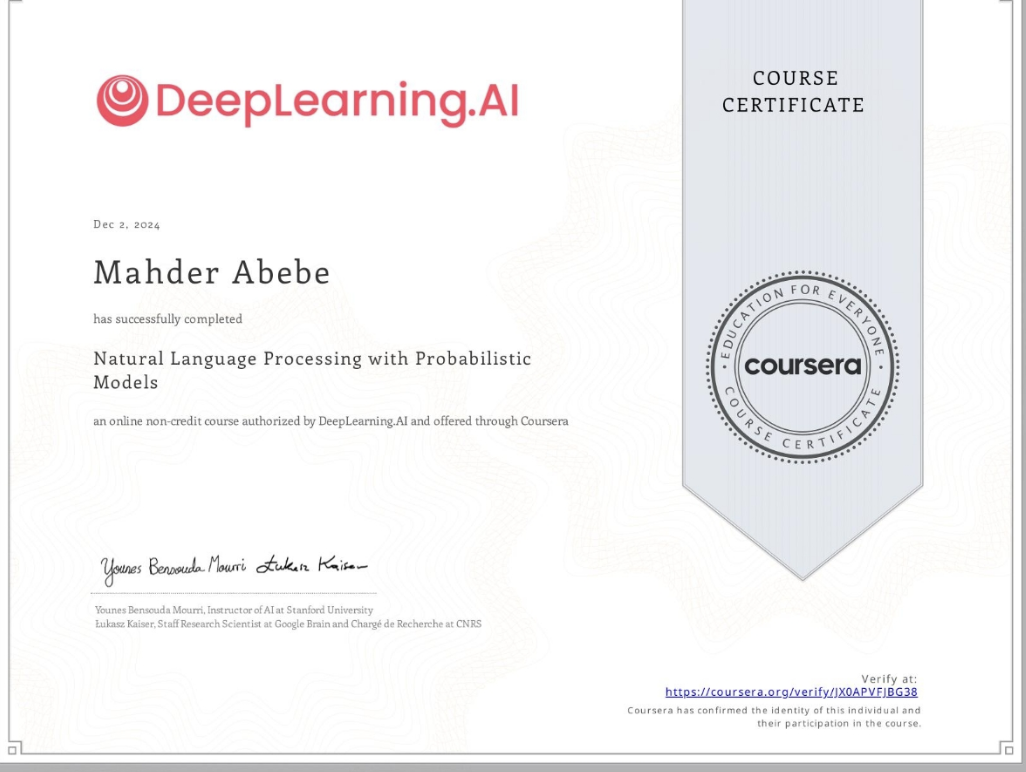 DeepLearning.AI
COURSE
CERTIFICATE
Dec 2, 2024
Mahder Abebe
has successfully completed
Natural Language Processing with Probabilistic
Models
an online non-credit course authorized by DeepLearning.AI and offered through Coursera
EDUCATION FOR EVERYONE
coursera
COURSE CERTIFICATE
Younes Bensouda Mourri Łukasz Kaiser
Younes Bensouda Mourri, Instructor of AI at Stanford University
Łukasz Kaiser, Staff Research Scientist at Google Brain and Chargé de Recherche at CNRS
Verify at:
https://coursera.org/verify/JX0APVFJBG38
Coursera has confirmed the identity of this individual and
their participation in the course.